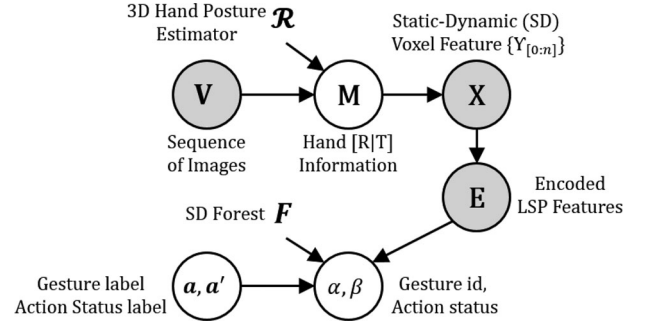 3D Hand Posture
Estimator 𝓡
Static-Dynamic (SD)
Voxel Feature {Υ[0:n]}
V
M
X
Sequence
of Images
Hand [R|T]
Information
E
Encoded
LSP Features
SD Forest F
a, a′
α, β
Gesture label
Action Status label
Gesture id,
Action status